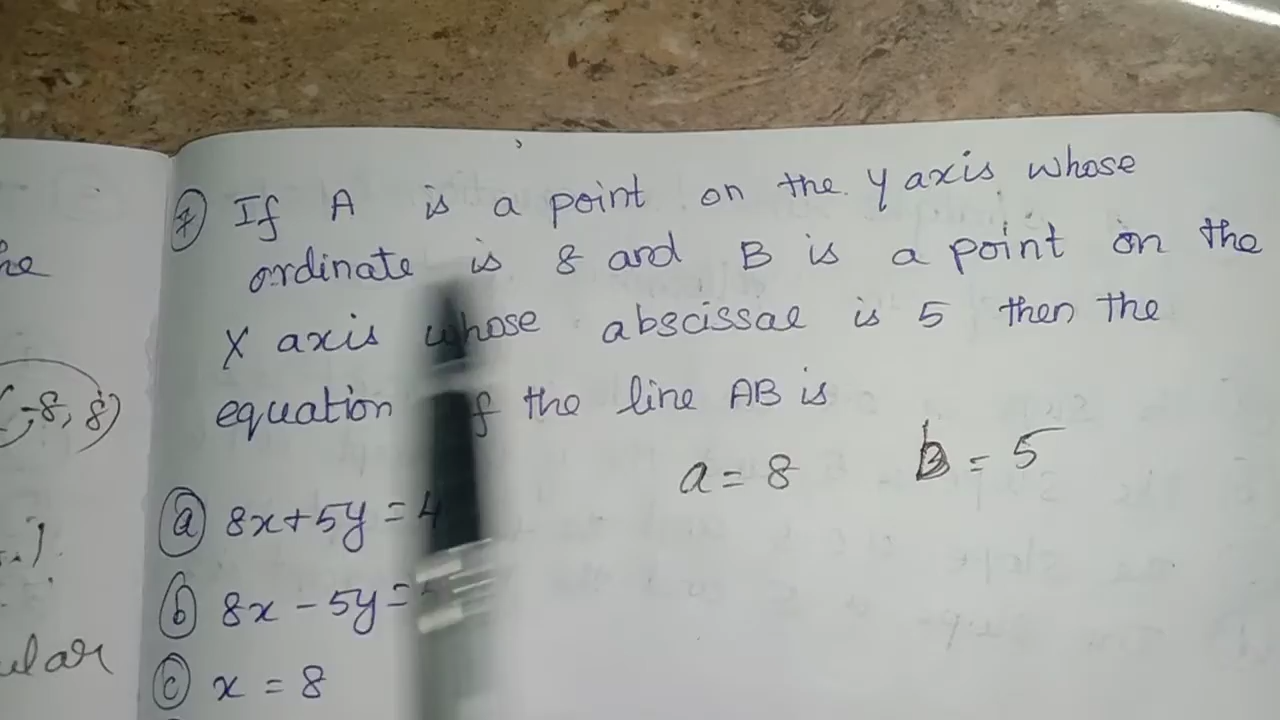 he
(-8, 8)
ular
⑦ If A is a point on the y axis whose
ordinate is 8 and B is a point on the
X axis whose abscissae is 5 then the
equation the line AB is
a = 8 b = 5
ⓐ 8x+5y = 4
ⓑ 8x - 5y =
ⓒ x = 8